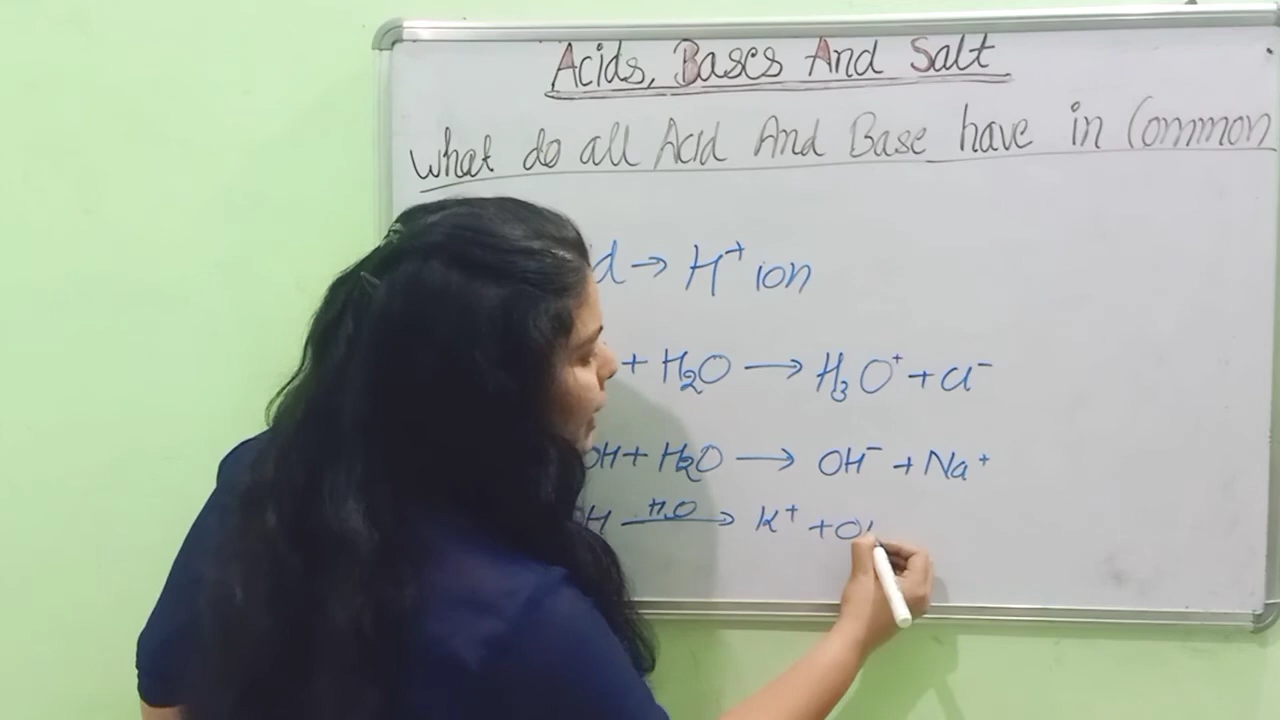 Acids, Bases And Salt
What do all Acid And Base have in Common
d → H⁺ ion
+ H₂O → H₃O⁺ + Cl⁻
OH + H₂O → OH⁻ + Na⁺
H₂O
H → K⁺ + O